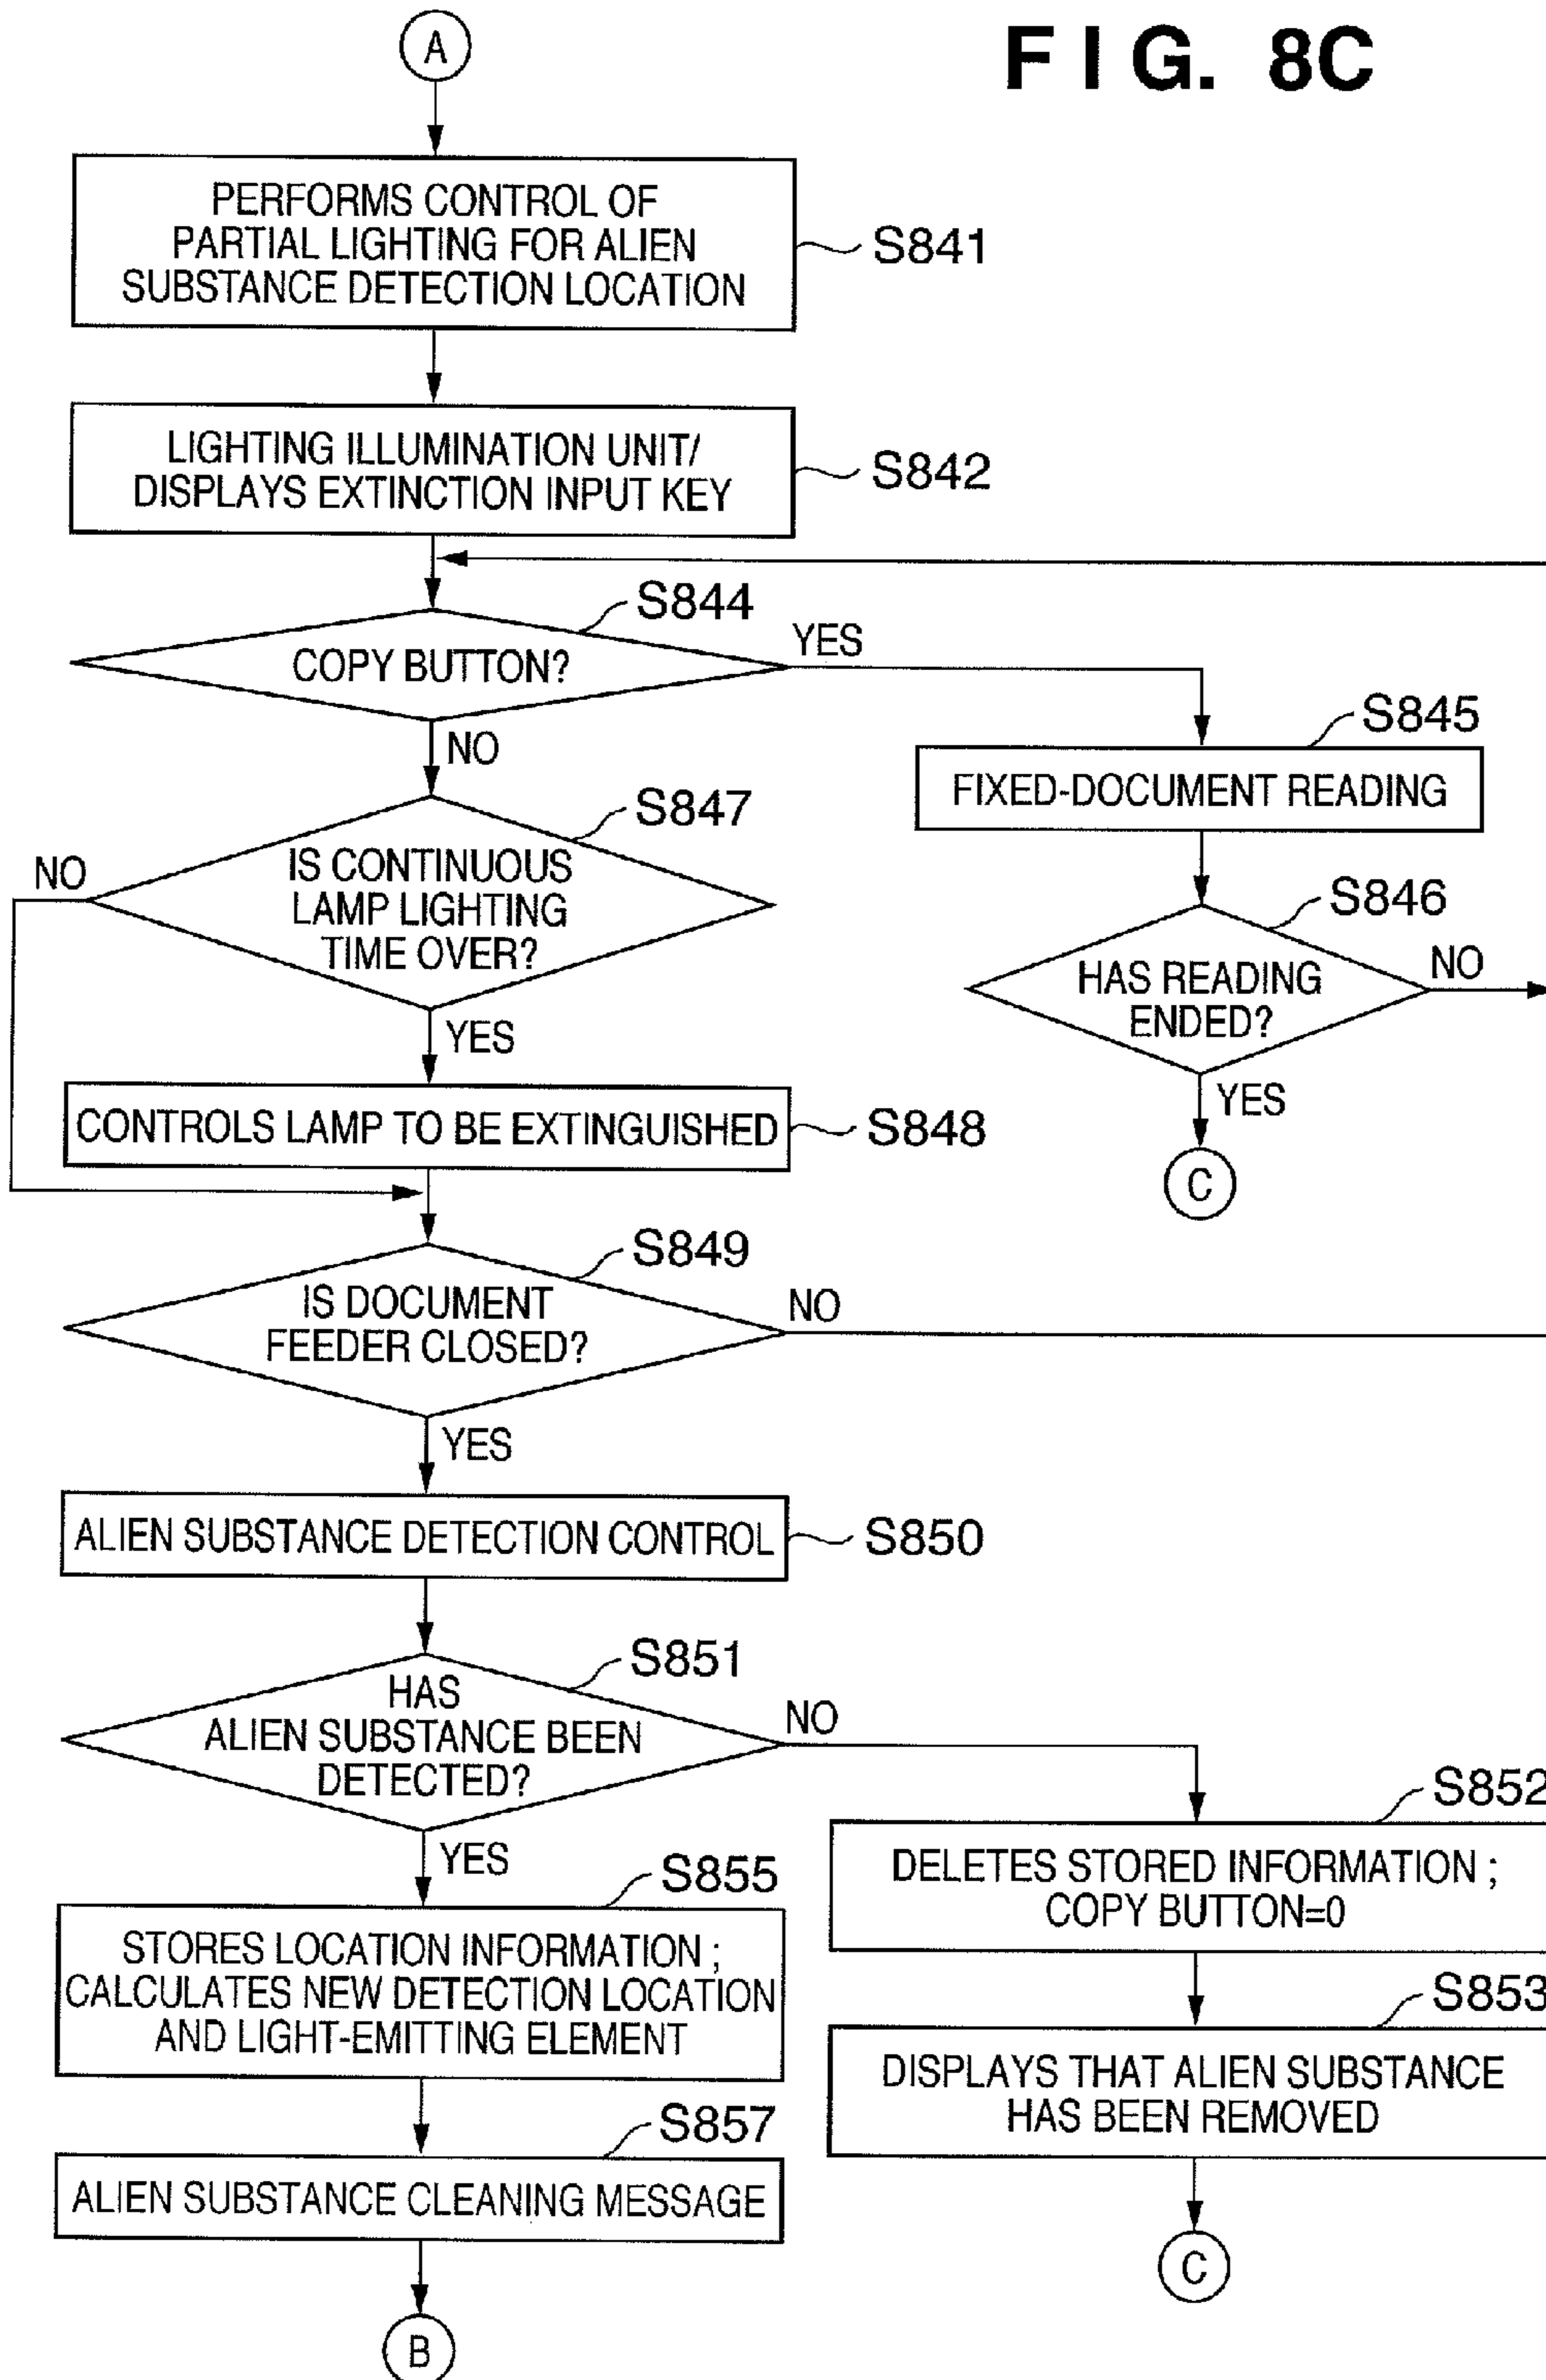 A
F I G. 8C
PERFORMS CONTROL OF
PARTIAL LIGHTING FOR ALIEN
SUBSTANCE DETECTION LOCATION
S841
LIGHTING ILLUMINATION UNIT/
DISPLAYS EXTINCTION INPUT KEY
S842
S844
COPY BUTTON?
YES
NO
S845
FIXED-DOCUMENT READING
S847
IS CONTINUOUS
LAMP LIGHTING
TIME OVER?
NO
YES
S846
HAS READING
ENDED?
NO
YES
C
CONTROLS LAMP TO BE EXTINGUISHED
S848
S849
IS DOCUMENT
FEEDER CLOSED?
NO
YES
ALIEN SUBSTANCE DETECTION CONTROL
S850
S851
HAS
ALIEN SUBSTANCE BEEN
DETECTED?
NO
YES
S852
DELETES STORED INFORMATION ;
COPY BUTTON=0
S855
STORES LOCATION INFORMATION ;
CALCULATES NEW DETECTION LOCATION
AND LIGHT-EMITTING ELEMENT
S853
DISPLAYS THAT ALIEN SUBSTANCE
HAS BEEN REMOVED
S857
ALIEN SUBSTANCE CLEANING MESSAGE
C
B